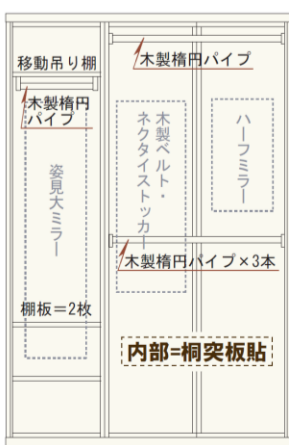 移動吊り棚
木製楕円パイプ
木製楕円
パイプ
姿見大ミラー
木製ベルト・
ネクタイストッカー
ハーフミラー
木製楕円パイプ×3本
棚板=2枚
内部=桐突板貼